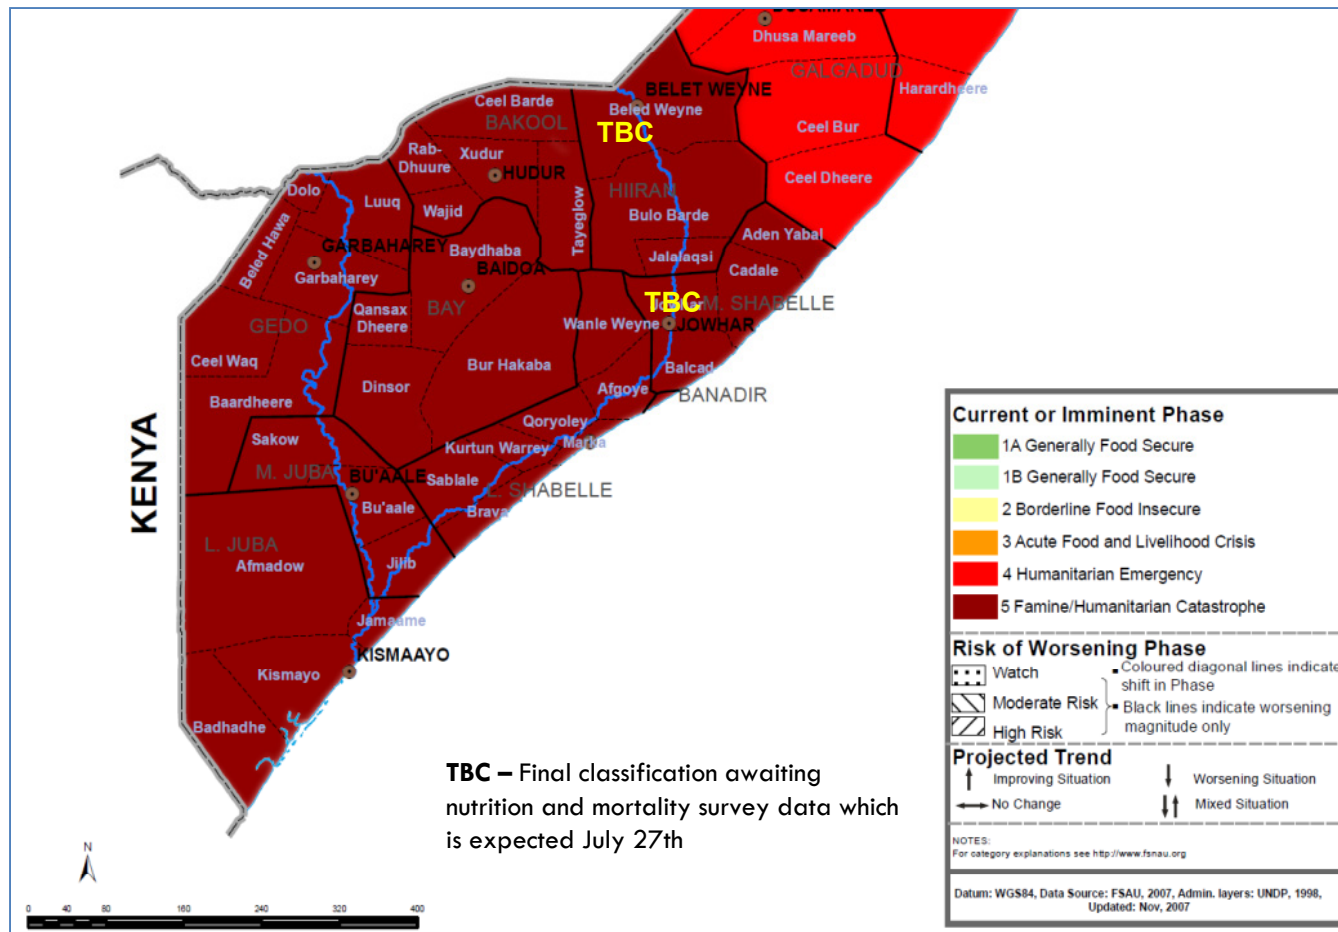 Dhusa Mareeb
GALGADUD
Harardheere
BELET WEYNE
Beled Weyne
Ceel Barde
BAKOOL
TBC
Ceel Bur
Rab-
Dhuure
Xudur
HUDUR
Ceel Dheere
Dolo
Luuq
Wajid
Tayeglow
HIIRAN
Bulo Barde
Aden Yabal
Beled Hawa
GARBAHAREY
Garbaharey
Baydhaba
BAIDOA
Jalalaqsi
Cadale
TBC
M. SHABELLE
JOWHAR
Qansax
Dheere
BAY
GEDO
Wanle Weyne
Ceel Waq
Bur Hakaba
Balcad
Dinsor
Afgoye
BANADIR
Baardheere
Qoryoley
Marka
KENYA
Sakow
Kurtun Warrey
M. JUBA
BU'AALE
Sablale
L. SHABELLE
Bu'aale
Brava
L. JUBA
Afmadow
Jilib
Jamaame
KISMAAYO
Kismayo
Badhadhe
TBC – Final classification awaiting
nutrition and mortality survey data which
is expected July 27th
N
0 40 80 160 240 320 400
Current or Imminent Phase
1A Generally Food Secure
1B Generally Food Secure
2 Borderline Food Insecure
3 Acute Food and Livelihood Crisis
4 Humanitarian Emergency
5 Famine/Humanitarian Catastrophe
Risk of Worsening Phase
Watch
Moderate Risk
High Risk
▪ Coloured diagonal lines indicate
shift in Phase
▪ Black lines indicate worsening
magnitude only
Projected Trend
Improving Situation
Worsening Situation
No Change
Mixed Situation
NOTES:
For category explanations see http://www.fsnau.org
Datum: WGS84, Data Source: FSAU, 2007, Admin. layers: UNDP, 1998,
Updated: Nov, 2007